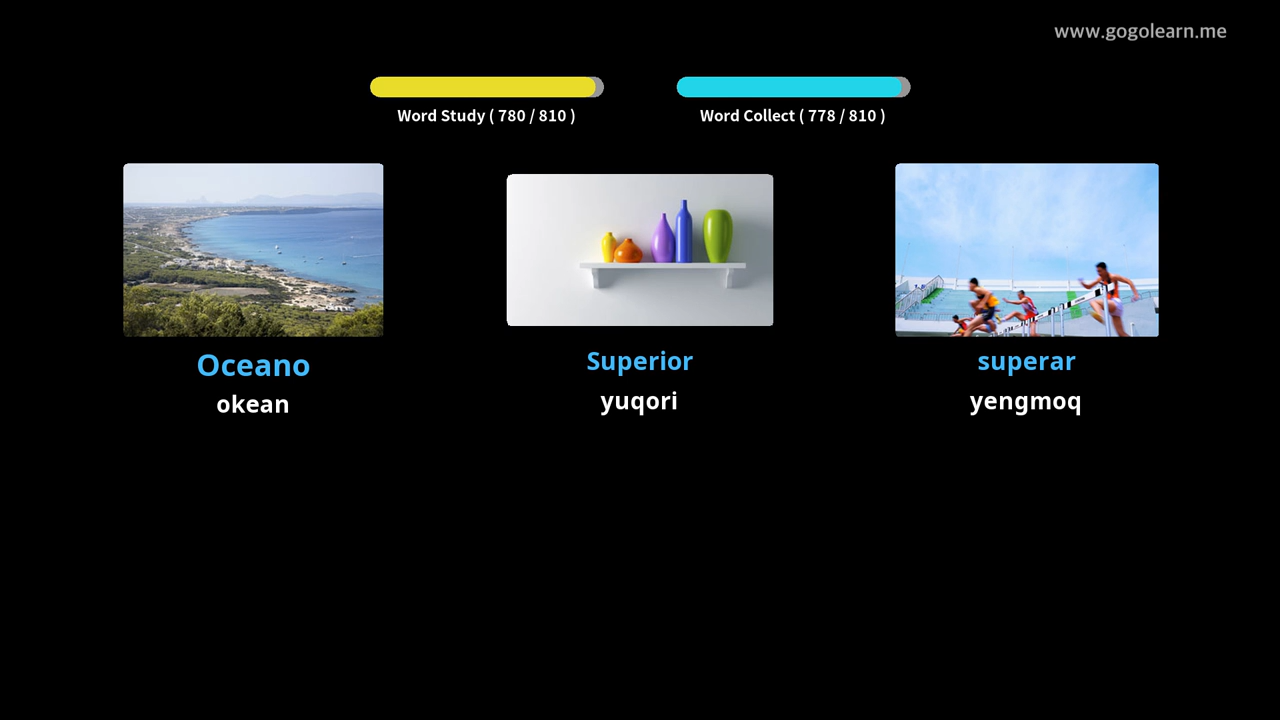 www.gogolearn.me
Word Study ( 780 / 810 )
Word Collect ( 778 / 810 )
Oceano
okean
Superior
yuqori
superar
yengmoq